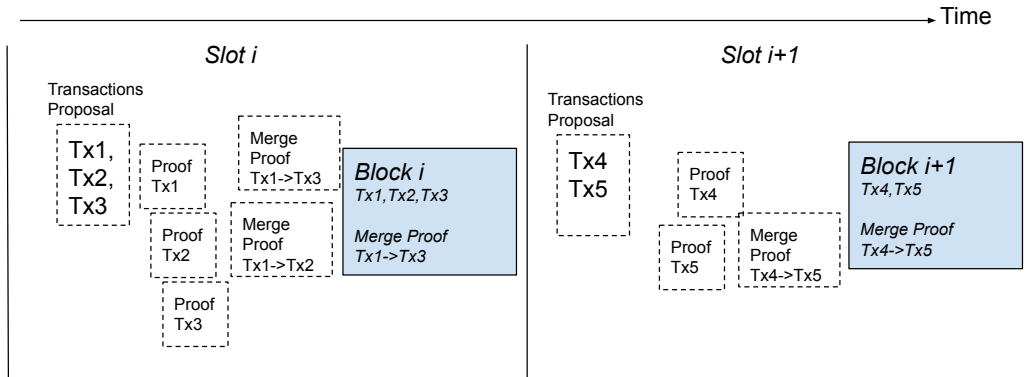 Time
Slot i
Transactions
Proposal
Tx1,
Tx2,
Tx3
Proof
Tx1
Proof
Tx2
Proof
Tx3
Merge
Proof
Tx1->Tx3
Merge
Proof
Tx1->Tx2
Block i
Tx1,Tx2,Tx3
Merge Proof
Tx1->Tx3
Slot i+1
Transactions
Proposal
Tx4
Tx5
Proof
Tx4
Proof
Tx5
Merge
Proof
Tx4->Tx5
Block i+1
Tx4,Tx5
Merge Proof
Tx4->Tx5